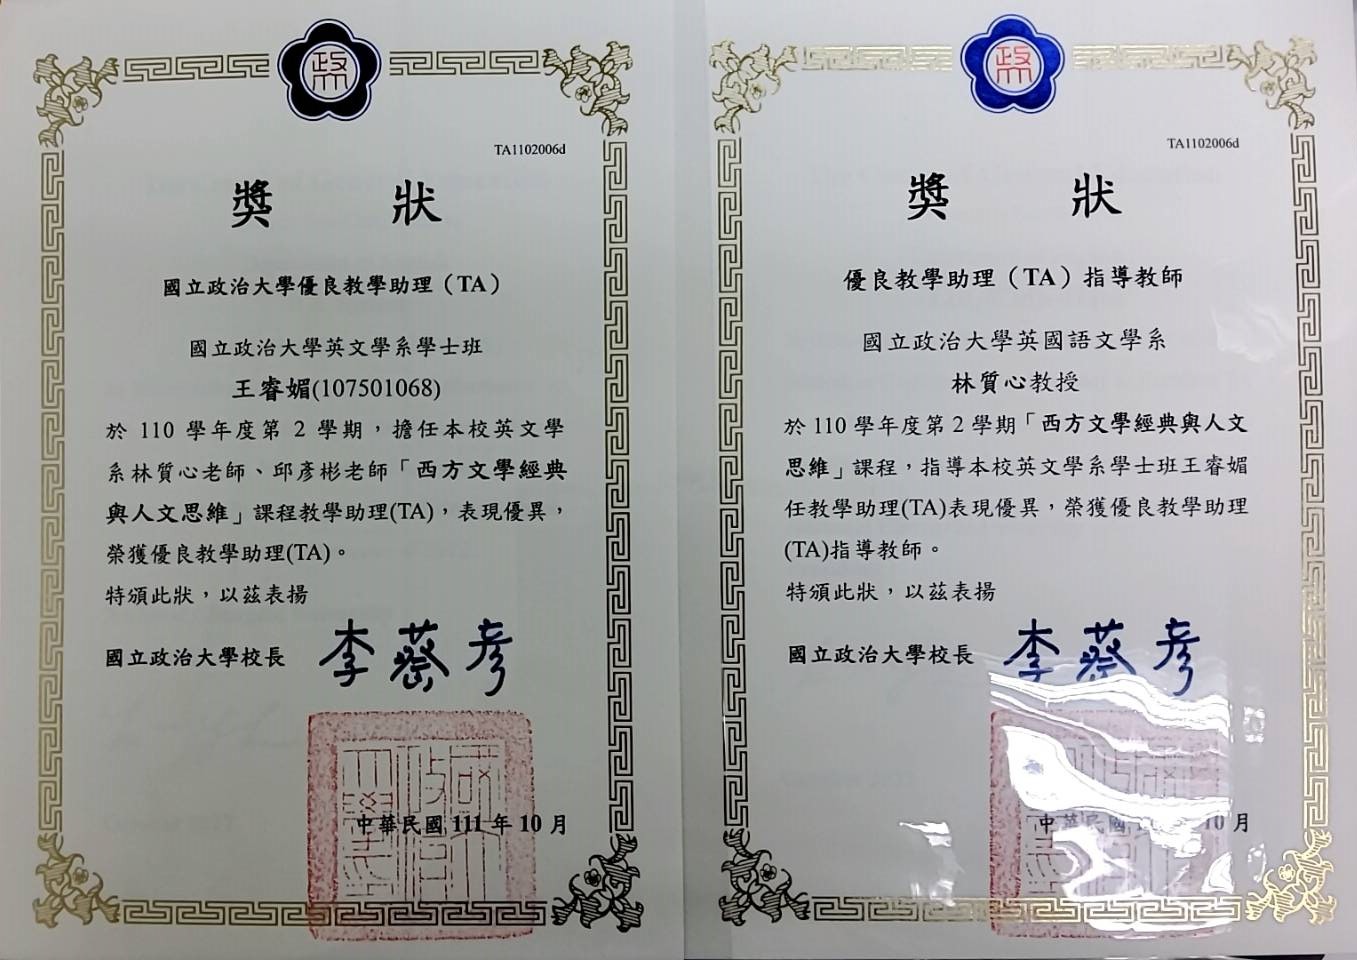 政大
TA1102006d
獎 狀
國立政治大學優良教學助理（TA）
國立政治大學英文學系學士班
王睿媚(107501068)
於 110 學年度第 2 學期，擔任本校英文學
系林質心老師、邱彥彬老師「西方文學經典
與人文思維」課程教學助理(TA)，表現優異，
榮獲優良教學助理(TA)。
特頒此狀，以茲表揚
國立政治大學校長 李蔡彥
中華民國 111 年 10 月
政大
TA1102006d
獎 狀
優良教學助理（TA）指導教師
國立政治大學英國語文學系
林質心教授
於 110 學年度第 2 學期「西方文學經典與人文
思維」課程，指導本校英文學系學士班王睿媚
任教學助理(TA)表現優異，榮獲優良教學助理
(TA)指導教師。
特頒此狀，以茲表揚
國立政治大學校長 李蔡彥
中華民國 10 月